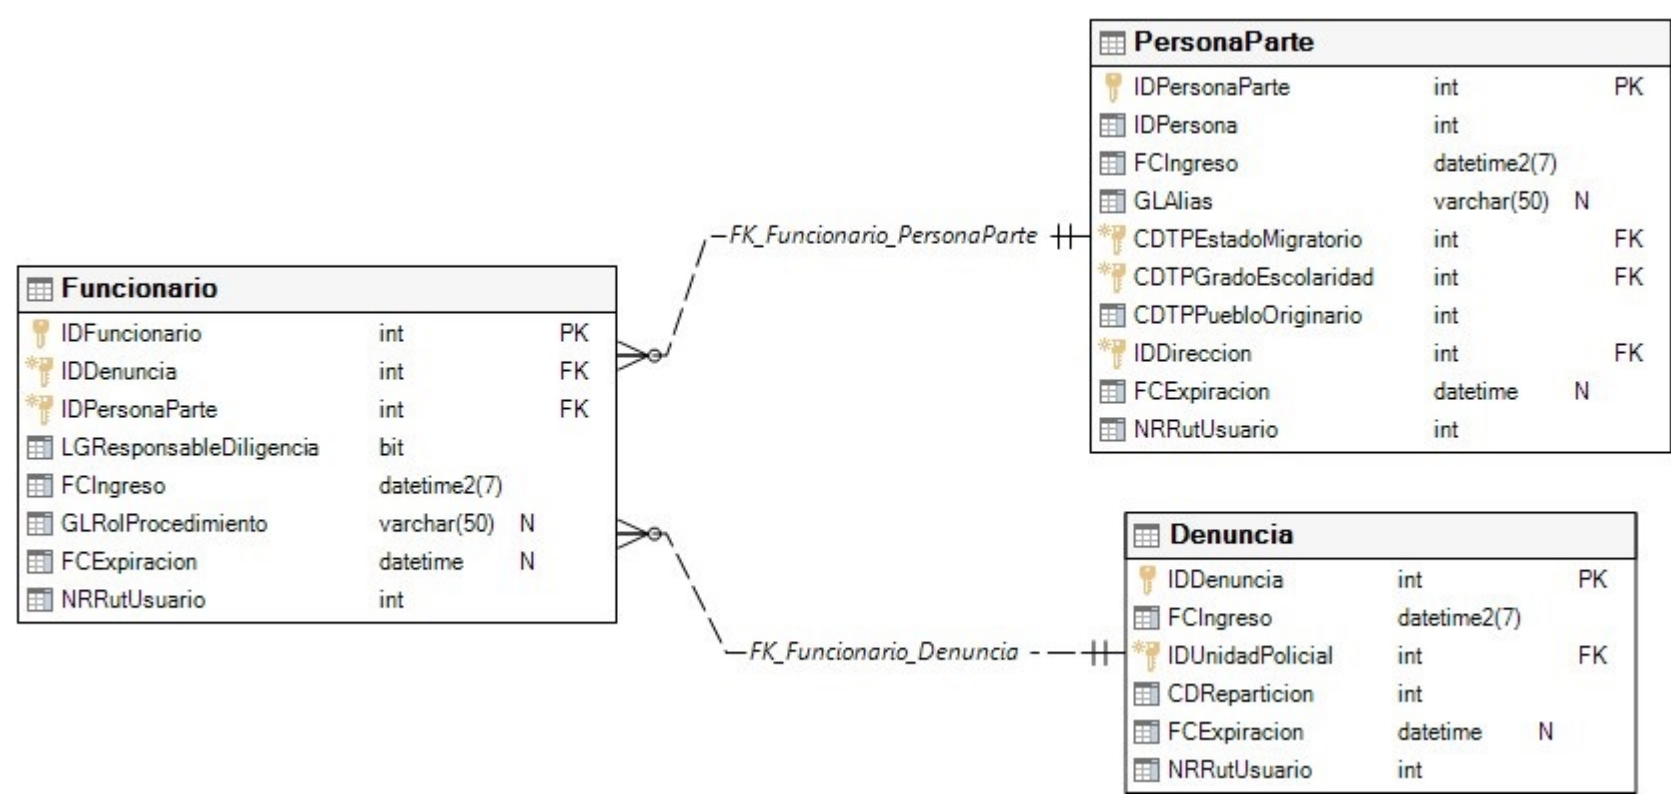 PersonaParte
IDPersonaParte int PK
IDPersona int
FCIngreso datetime2(7)
GLAlias varchar(50) N
CDTPEstadoMigratorio int FK
CDTPGradoEscolaridad int FK
CDTPPuebloOriginario int
IDDireccion int FK
FCExpiracion datetime N
NRRutUsuario int
FK_Funcionario_PersonaParte
Funcionario
IDFuncionario int PK
IDDenuncia int FK
IDPersonaParte int FK
LGResponsableDiligencia bit
FCIngreso datetime2(7)
GLRolProcedimiento varchar(50) N
FCExpiracion datetime N
NRRutUsuario int
FK_Funcionario_Denuncia
Denuncia
IDDenuncia int PK
FCIngreso datetime2(7)
IDUnidadPolicial int FK
CDReparticion int
FCExpiracion datetime N
NRRutUsuario int